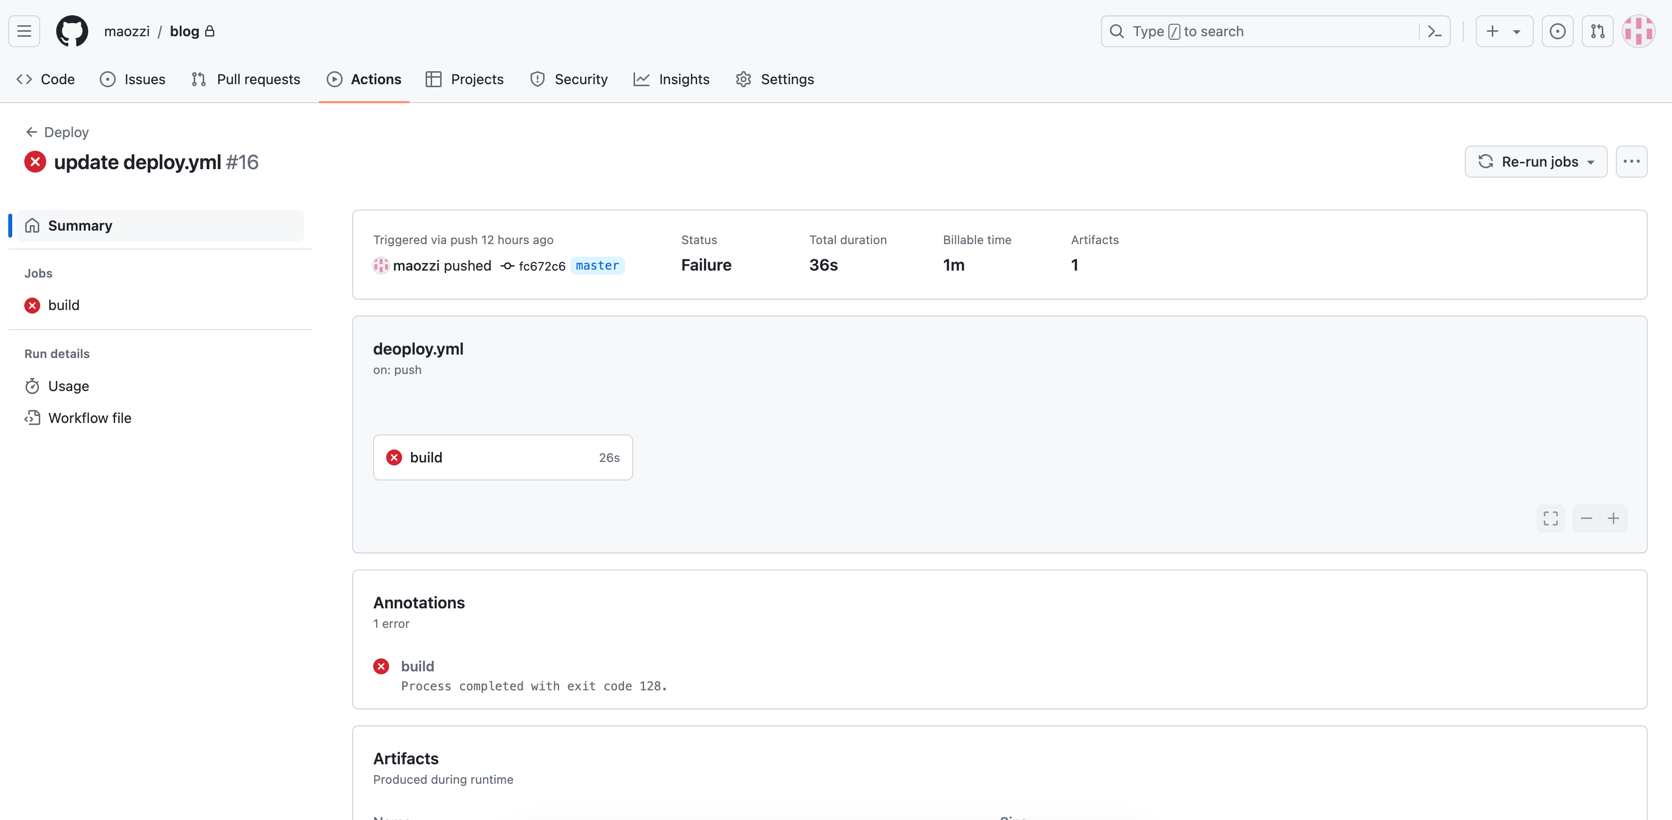 maozzi / blog
Type / to search
Code
Issues
Pull requests
Actions
Projects
Security
Insights
Settings
Deploy
update deploy.yml #16
Re-run jobs
Summary
Jobs
build
Run details
Usage
Workflow file
Triggered via push 12 hours ago
maozzi pushed fc672c6 master
Status
Failure
Total duration
36s
Billable time
1m
Artifacts
1
deoploy.yml
on: push
build 26s
Annotations
1 error
build
Process completed with exit code 128.
Artifacts
Produced during runtime